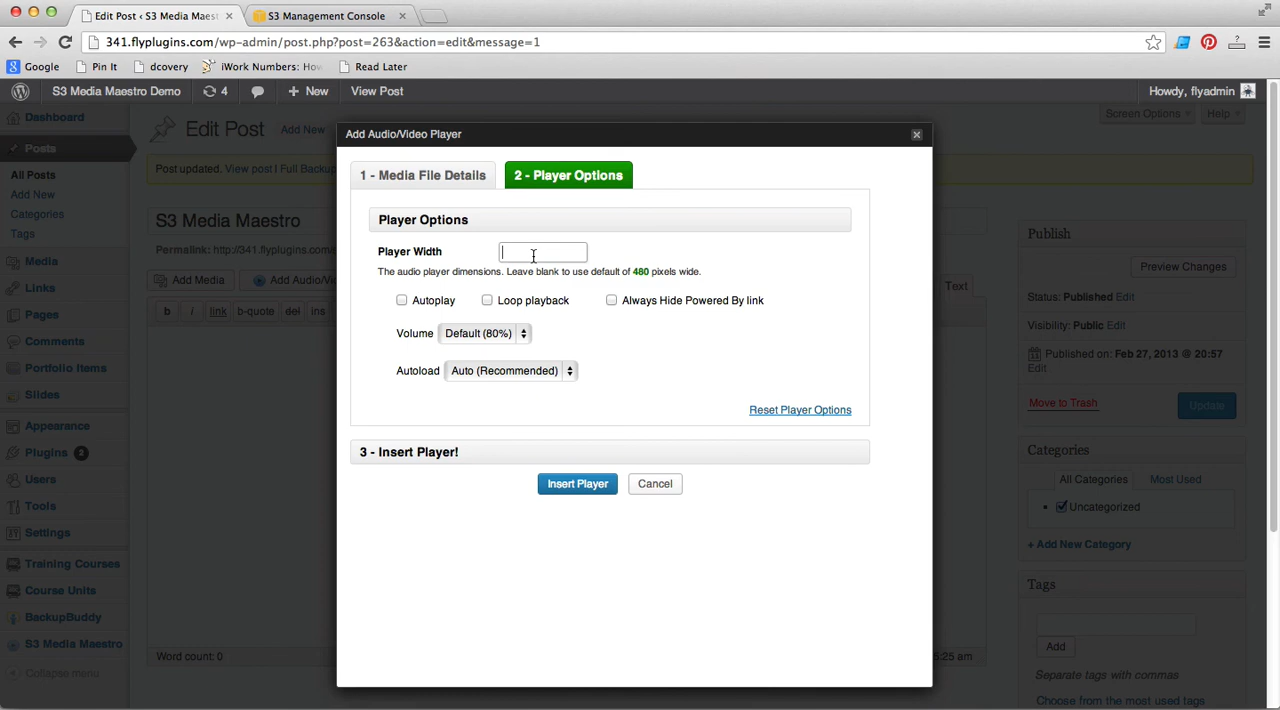 Edit Post ‹ S3 Media Maest
S3 Management Console
341.flyplugins.com/wp-admin/post.php?post=263&action=edit&message=1
Google Pin It dcovery iWork Numbers: How Read Later
S3 Media Maestro Demo 4 + New View Post Howdy, flyadmin
Dashboard
Posts
All Posts
Add New
Categories
Tags
Media
Links
Pages
Comments
Portfolio Items
Slides
Appearance
Plugins 2
Users
Tools
Settings
Training Courses
Course Units
BackupBuddy
S3 Media Maestro
Collapse menu
Edit Post Add New
Screen Options Help
Post updated. View post | Full Backup
S3 Media Maestro
Permalink: http://341.flyplugins.com/
Add Media Add Audio/Vi
Text
b i link b-quote del ins
Word count: 0
5:25 am
Add Audio/Video Player
1 - Media File Details
2 - Player Options
Player Options
Player Width
The audio player dimensions. Leave blank to use default of 480 pixels wide.
Autoplay Loop playback Always Hide Powered By link
Volume Default (80%)
Autoload Auto (Recommended)
Reset Player Options
3 - Insert Player!
Insert Player Cancel
Publish
Preview Changes
Status: Published Edit
Visibility: Public Edit
Published on: Feb 27, 2013 @ 20:57
Edit
Move to Trash Update
Categories
All Categories Most Used
Uncategorized
+ Add New Category
Tags
Add
Separate tags with commas
Choose from the most used tags